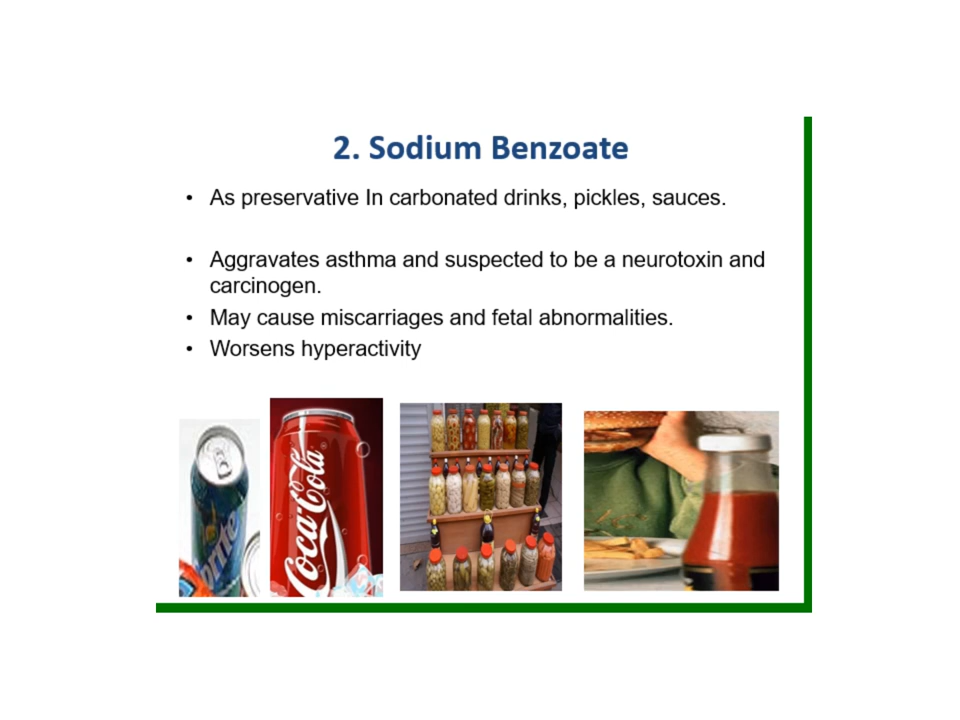 2. Sodium Benzoate
• As preservative In carbonated drinks, pickles, sauces.
• Aggravates asthma and suspected to be a neurotoxin and
carcinogen.
• May cause miscarriages and fetal abnormalities.
• Worsens hyperactivity
Coca-Cola